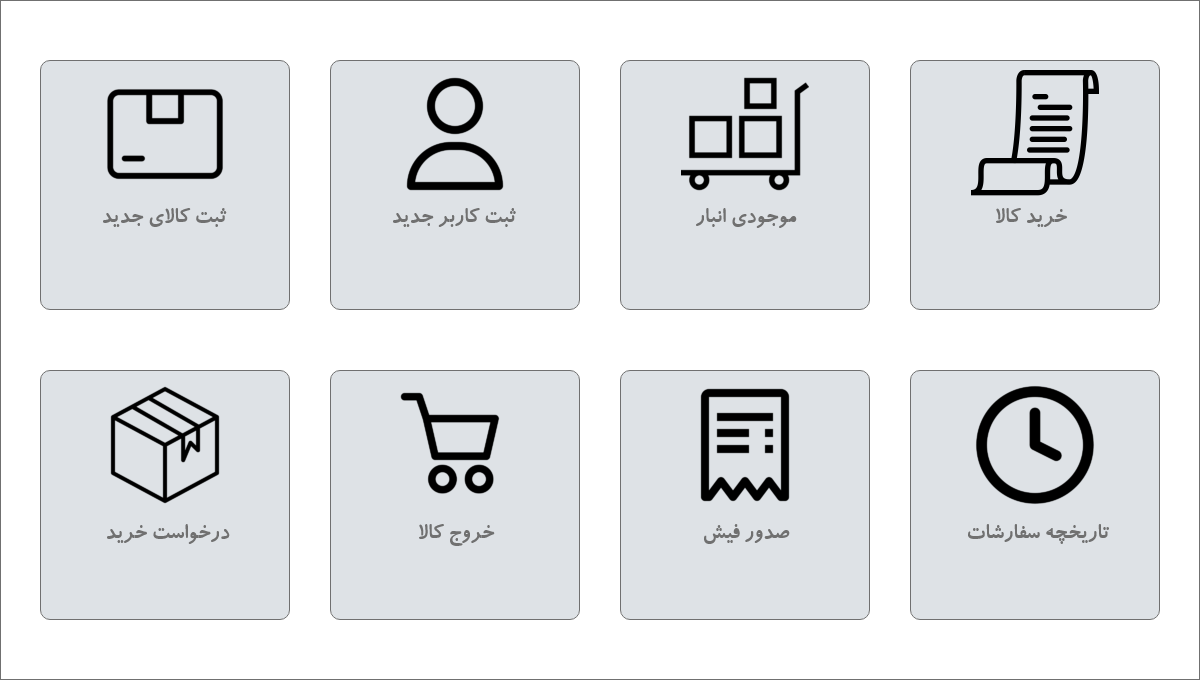 خرید کالا
موجودی انبار
ثبت کاربر جدید
ثبت کالای جدید
تاریخچه سفارشات
صدور فیش
خروج کالا
درخواست خرید